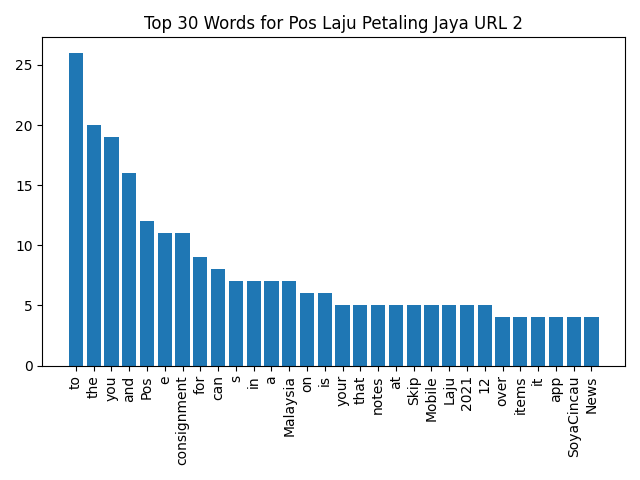 Top 30 Words for Pos Laju Petaling Jaya URL 2
25
20
15
10
5
0
to
the
you
and
Pos
e
consignment
for
can
s
in
a
Malaysia
on
is
your
that
notes
at
Skip
Mobile
Laju
2021
12
over
items
it
app
SoyaCincau
News